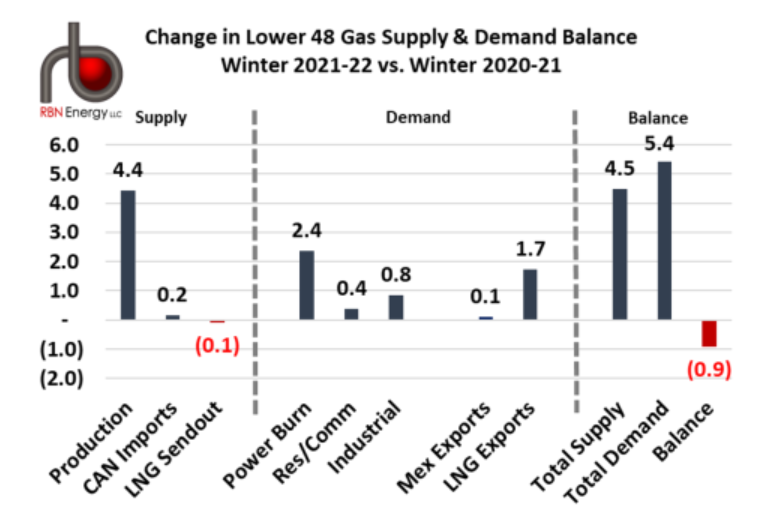 Change in Lower 48 Gas Supply & Demand Balance
Winter 2021-22 vs. Winter 2020-21
RBN Energy LLC
Supply
Demand
Balance
6.0
5.0
4.0
3.0
2.0
1.0
-
(1.0)
(2.0)
4.4
0.2
(0.1)
2.4
0.4
0.8
0.1
1.7
4.5
5.4
(0.9)
Production
CAN Imports
LNG Sendout
Power Burn
Res/Comm
Industrial
Mex Exports
LNG Exports
Total Supply
Total Demand
Balance